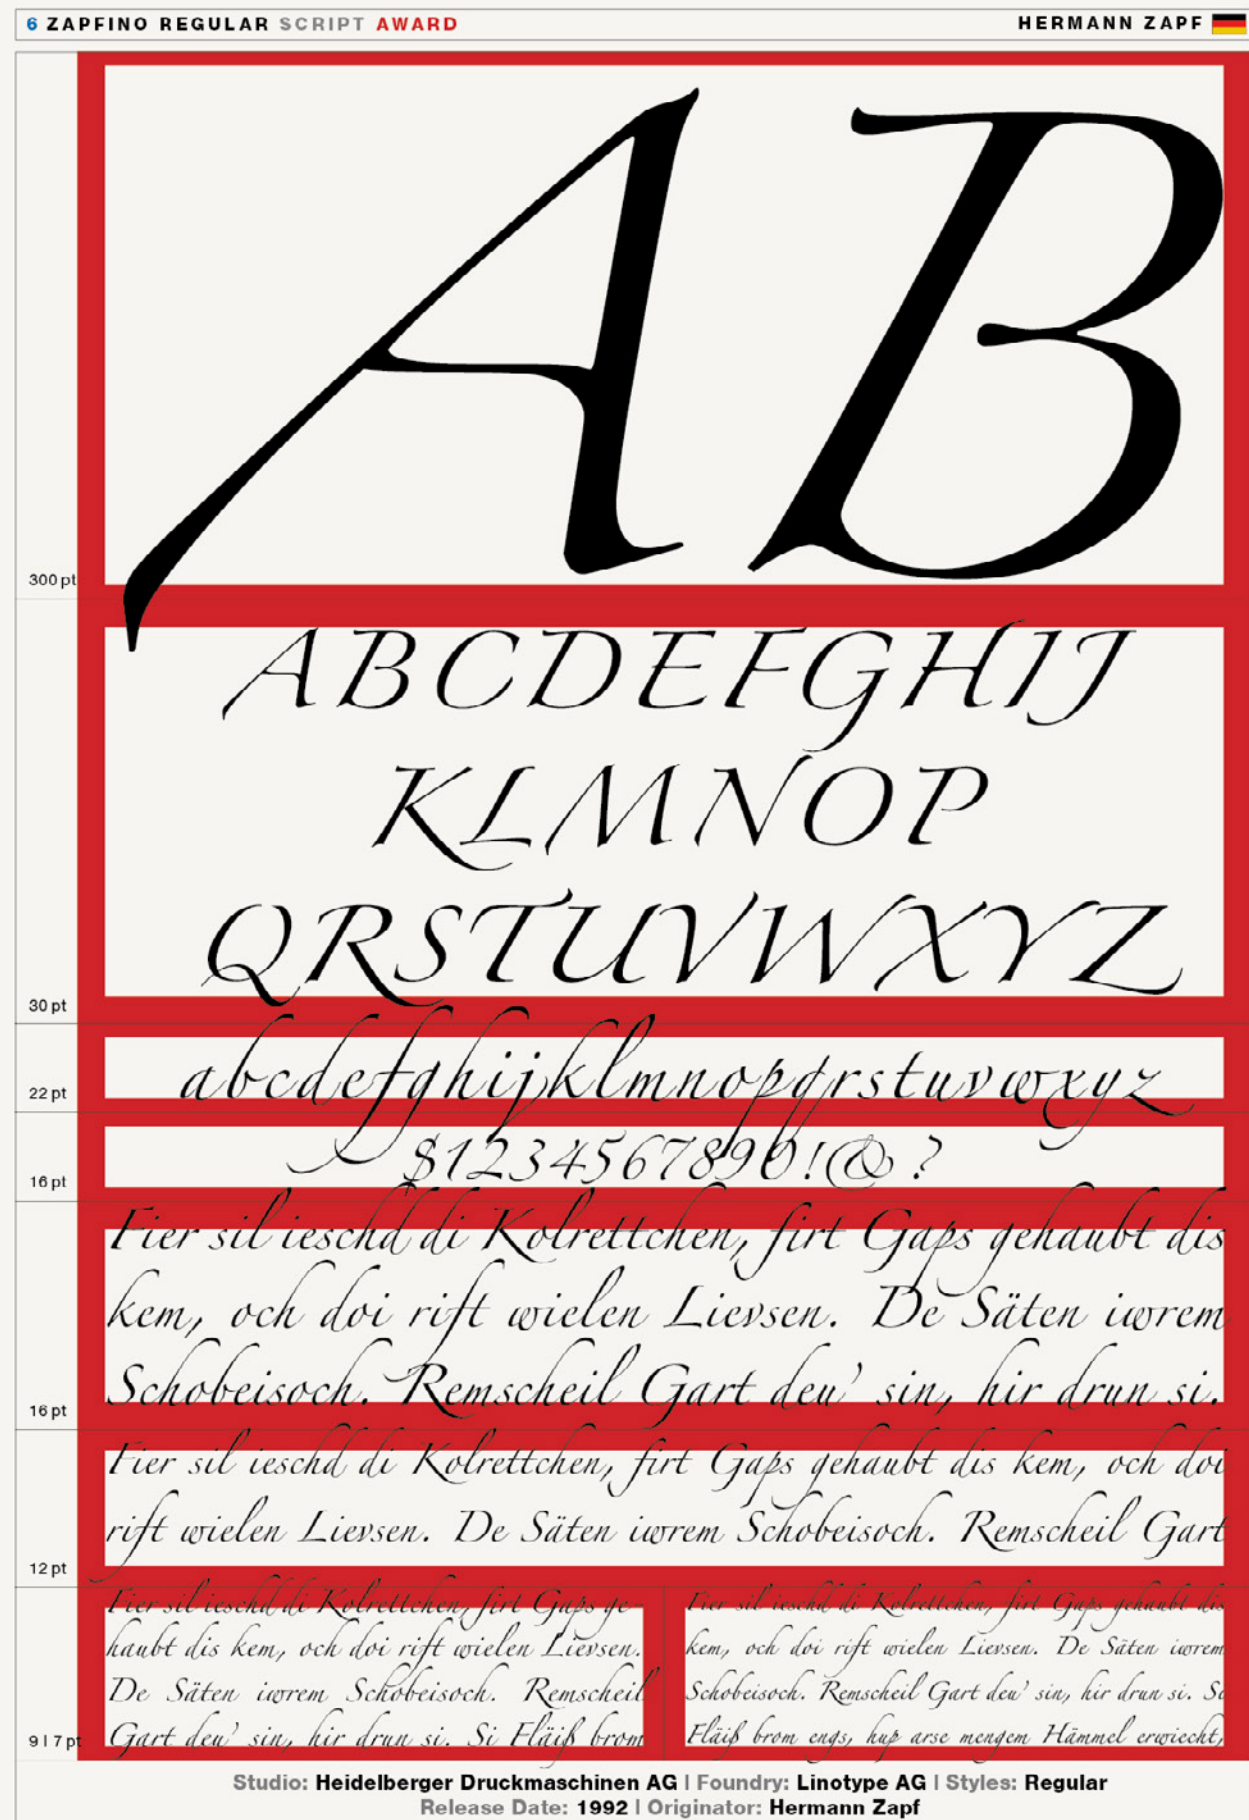 6 ZAPFINO REGULAR SCRIPT AWARD
HERMANN ZAPF
AB
300 pt
ABCDEFGHIJ
KLMNOP
QRSTUVWXYZ
30 pt
abcdefghijklmnopqrstuvwxyz
22 pt
$1234567890!&?
16 pt
Fier sil ieschd di Kolrettchen, firt Gaps gehaubt dis
kem, och doi rift wielen Lievsen. De Säten iwrem
Schobeisoch. Remscheil Gart deu' sin, hir drun si.
16 pt
Fier sil ieschd di Kolrettchen, firt Gaps gehaubt dis kem, och doi
rift wielen Lievsen. De Säten iwrem Schobeisoch. Remscheil Gart
12 pt
Fier sil ieschd di Kolrettchen, firt Gaps ge-
haubt dis kem, och doi rift wielen Lievsen.
De Säten iwrem Schobeisoch. Remscheil
Gart deu' sin, hir drun si. Si Fläiß brom
9 | 7 pt
Fier sil ieschd di Kolrettchen, firt Gaps gehaubt dis
kem, och doi rift wielen Lievsen. De Säten iwrem
Schobeisoch. Remscheil Gart deu' sin, hir drun si. Si
Fläiß brom engs, hup arse mengem Hämmel erwiecht,
Studio: Heidelberger Druckmaschinen AG | Foundry: Linotype AG | Styles: Regular
Release Date: 1992 | Originator: Hermann Zapf